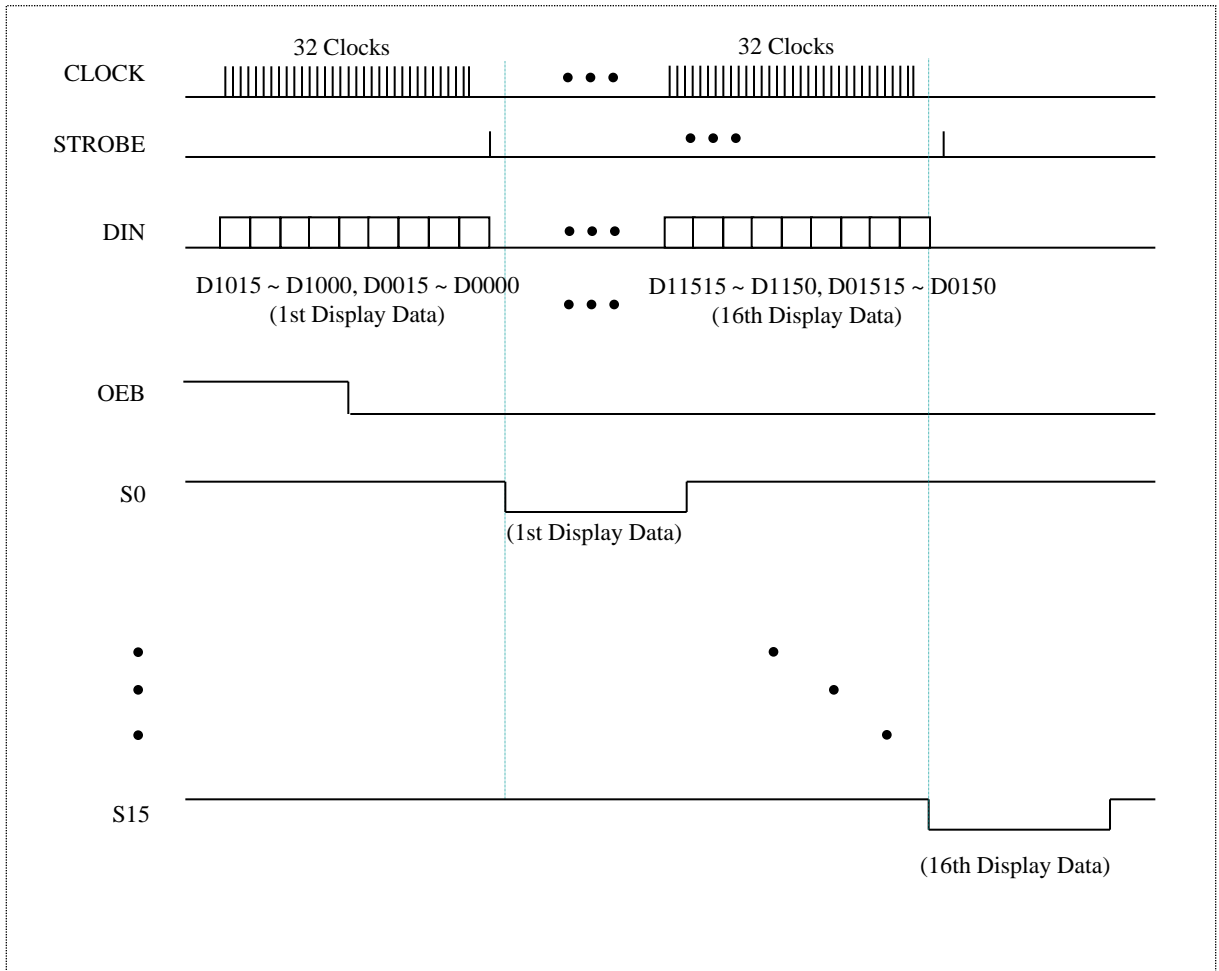 32 Clocks
32 Clocks
CLOCK
STROBE
DIN
D1015 ~ D1000, D0015 ~ D0000
(1st Display Data)
D11515 ~ D1150, D01515 ~ D0150
(16th Display Data)
OEB
S0
(1st Display Data)
S15
(16th Display Data)